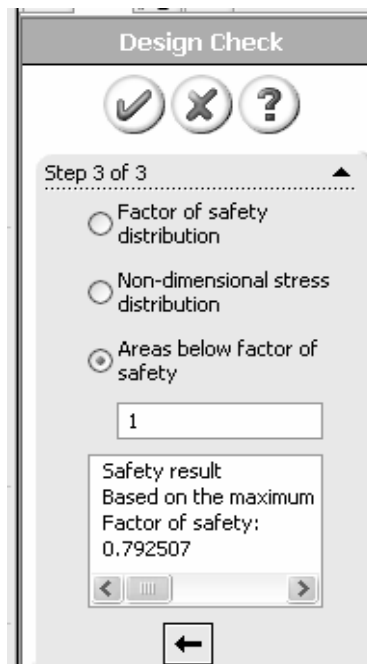 Design Check
?
Step 3 of 3
Factor of safety
distribution
Non-dimensional stress
distribution
Areas below factor of
safety
1
Safety result
Based on the maximum
Factor of safety:
0.792507